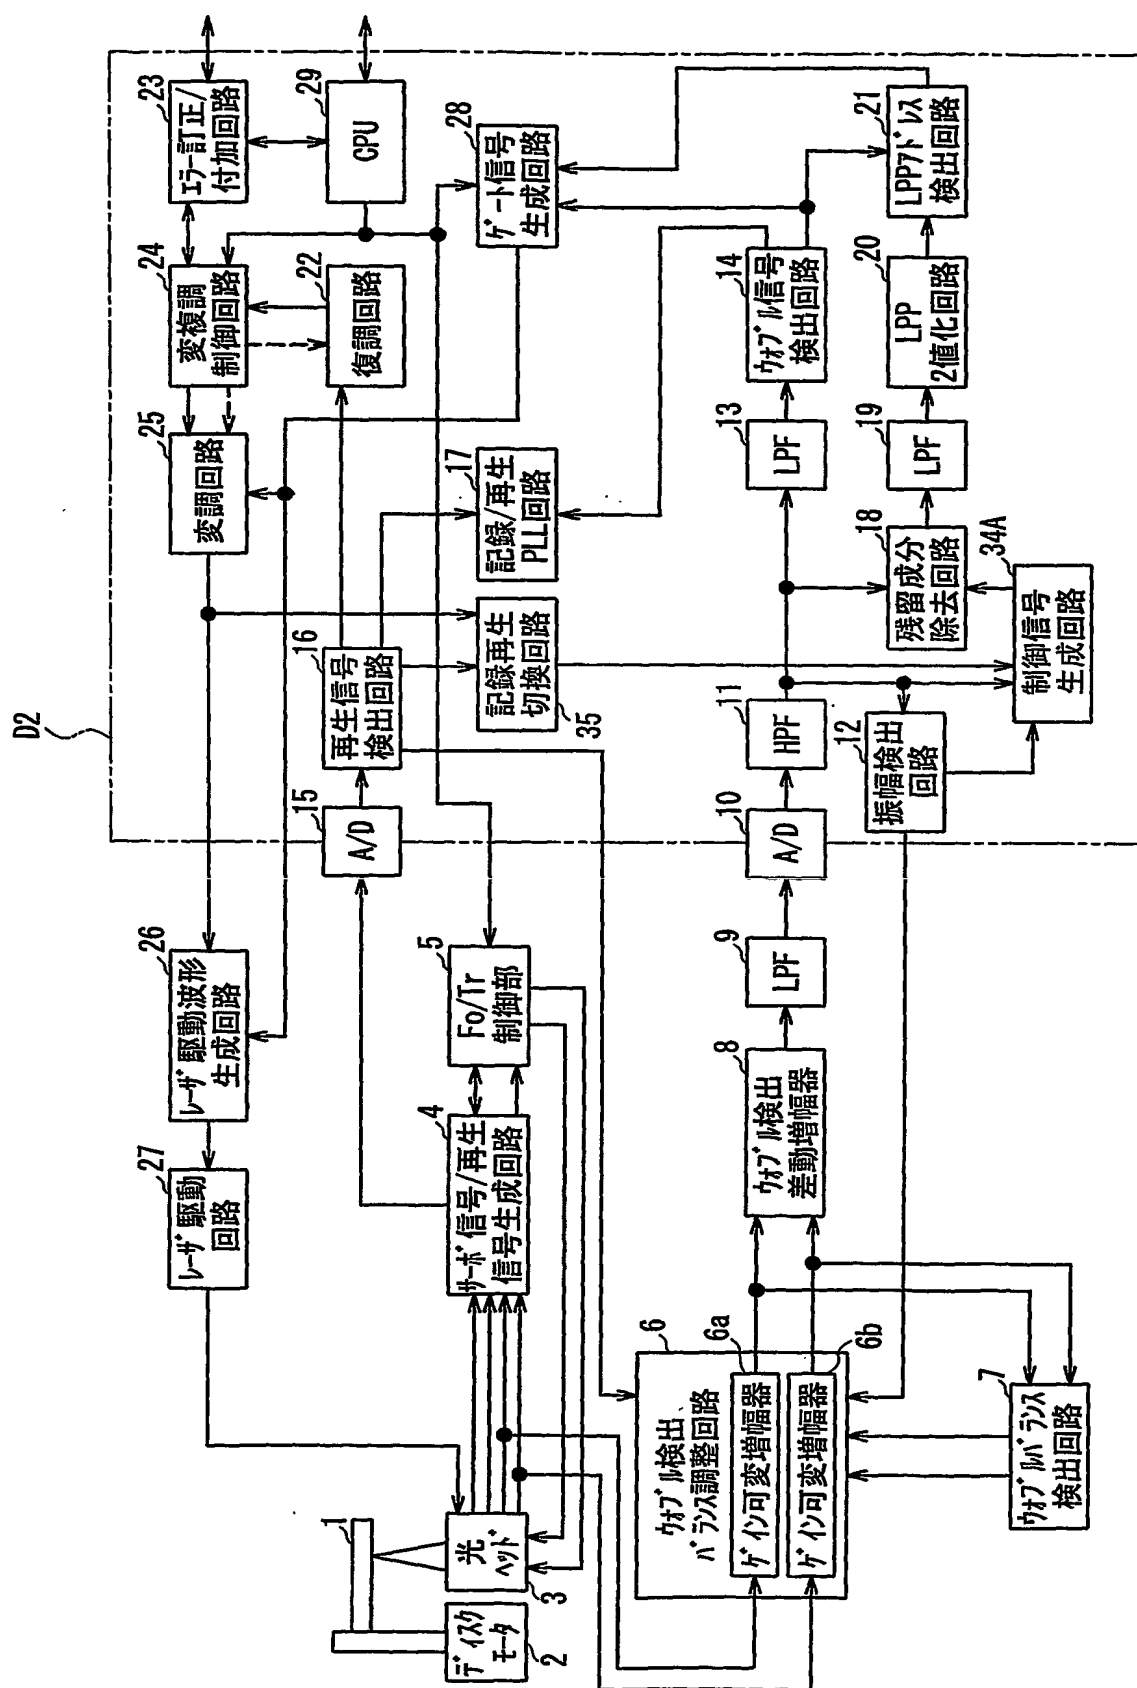 D2
23
エラー訂正/
付加回路
29
CPU
24
変複調
制御回路
22
復調回路
25
変調回路
28
ゲート信号
生成回路
21
LPPアドレス
検出回路
20
LPP
2値化回路
14
ウォブル信号
検出回路
13
LPF
19
LPF
17
記録/再生
PLL回路
18
残留成分
除去回路
34A
制御信号
生成回路
16
再生信号
検出回路
記録再生
切換回路
35
11
HPF
12
振幅検出
回路
15
A/D
10
A/D
26
レーザ駆動波形
生成回路
27
レーザ駆動
回路
5
Fo/Tr
制御部
4
サーボ信号/再生
信号生成回路
9
LPF
8
ウォブル検出
差動増幅器
1
光
ヘッド
3
ディスク
モータ
2
6
ウォブル検出
バランス調整回路
6a
ゲイン可変増幅器
6b
ゲイン可変増幅器
7
ウォブルバランス
検出回路